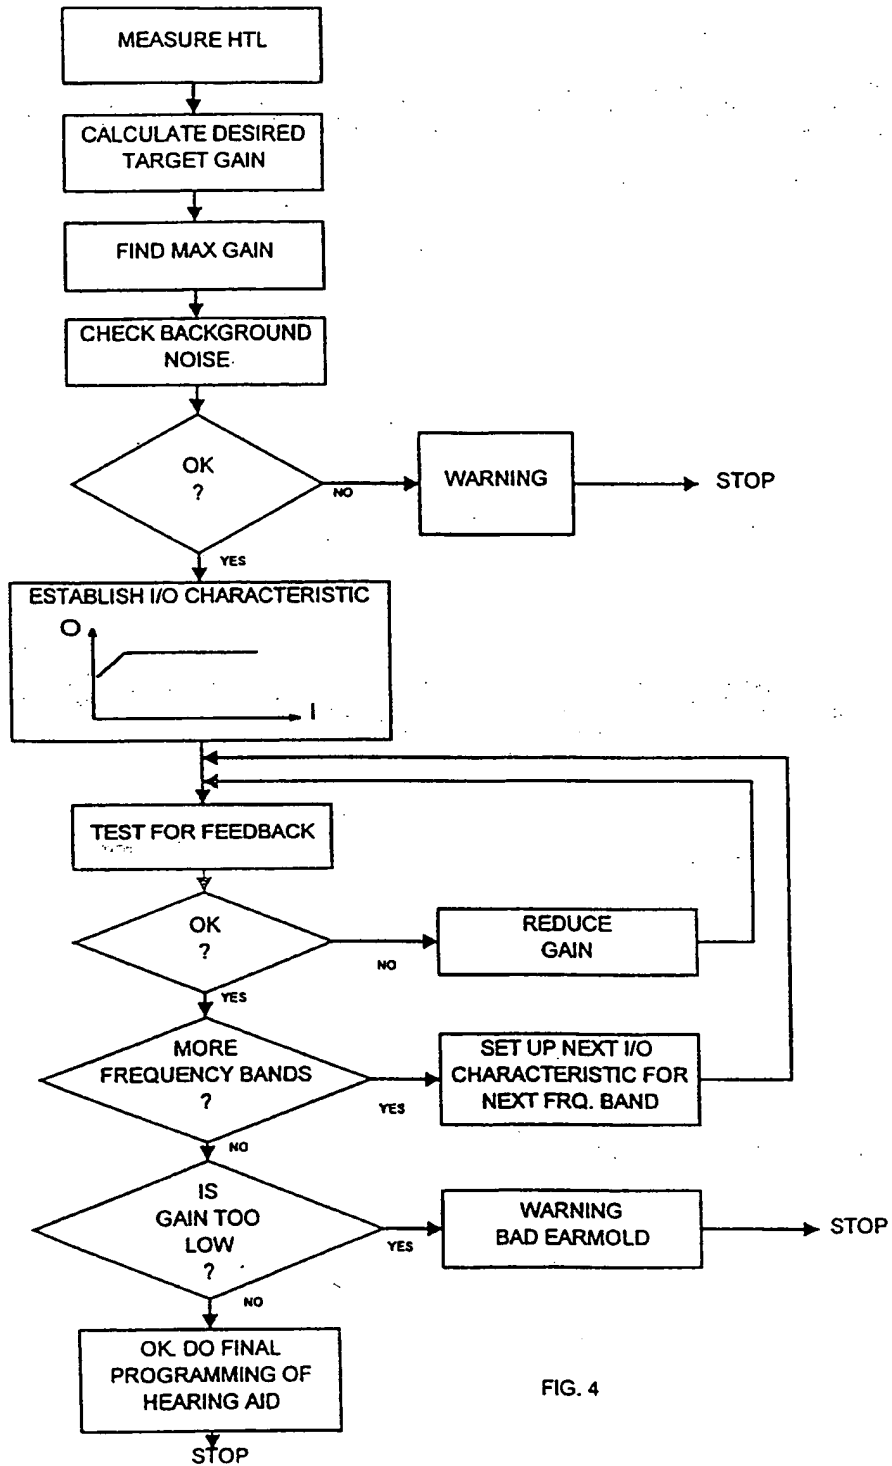 MEASURE HTL
CALCULATE DESIRED
TARGET GAIN
FIND MAX GAIN
CHECK BACKGROUND
NOISE
OK
?
NO
WARNING
STOP
YES
ESTABLISH I/O CHARACTERISTIC
O
I
TEST FOR FEEDBACK
OK
?
NO
REDUCE
GAIN
YES
MORE
FREQUENCY BANDS
?
YES
SET UP NEXT I/O
CHARACTERISTIC FOR
NEXT FRQ. BAND
NO
IS
GAIN TOO
LOW
?
YES
WARNING
BAD EARMOLD
STOP
NO
OK. DO FINAL
PROGRAMMING OF
HEARING AID
STOP
FIG. 4